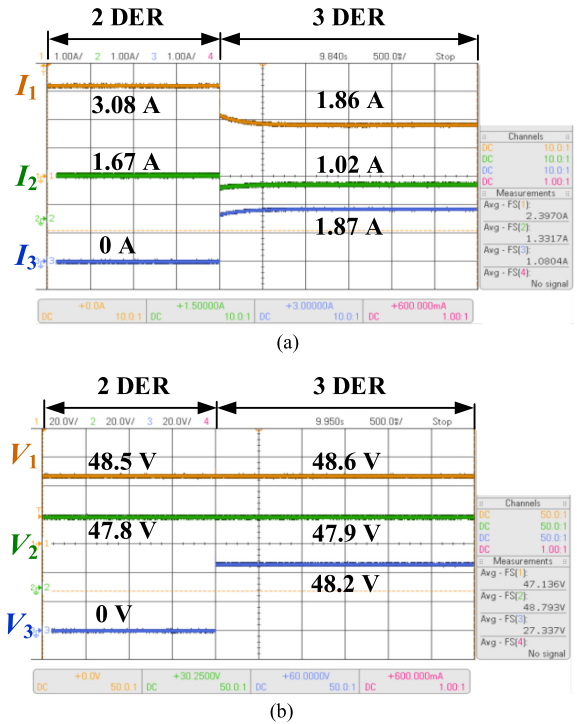 2 DER 3 DER
1 1.00A/ 2 1.00A/ 3 1.00A/ 4 9.840s 500.0m/ Stop
I1
3.08 A 1.86 A
I2
1.67 A 1.02 A
I3
0 A 1.87 A
Channels
DC 10.0:1
DC 10.0:1
DC 10.0:1
DC 1.00:1
Measurements
Avg - FS(1):
2.3970A
Avg - FS(2):
1.3317A
Avg - FS(3):
1.0804A
Avg - FS(4):
No signal
+0.0A +1.50000A +3.00000A +600.000mA
DC 10.0:1 DC 10.0:1 DC 10.0:1 DC 1.00:1
(a)
2 DER 3 DER
1 20.0V/ 2 20.0V/ 3 20.0V/ 4 9.950s 500.0m/ Stop
V1
48.5 V 48.6 V
V2
47.8 V 47.9 V
48.2 V
V3
0 V
Channels
DC 50.0:1
DC 50.0:1
DC 50.0:1
DC 1.00:1
Measurements
Avg - FS(1):
47.136V
Avg - FS(2):
48.793V
Avg - FS(3):
27.337V
Avg - FS(4):
No signal
+0.0V +30.2500V +60.0000V +600.000mA
DC 50.0:1 DC 50.0:1 DC 50.0:1 DC 1.00:1
(b)